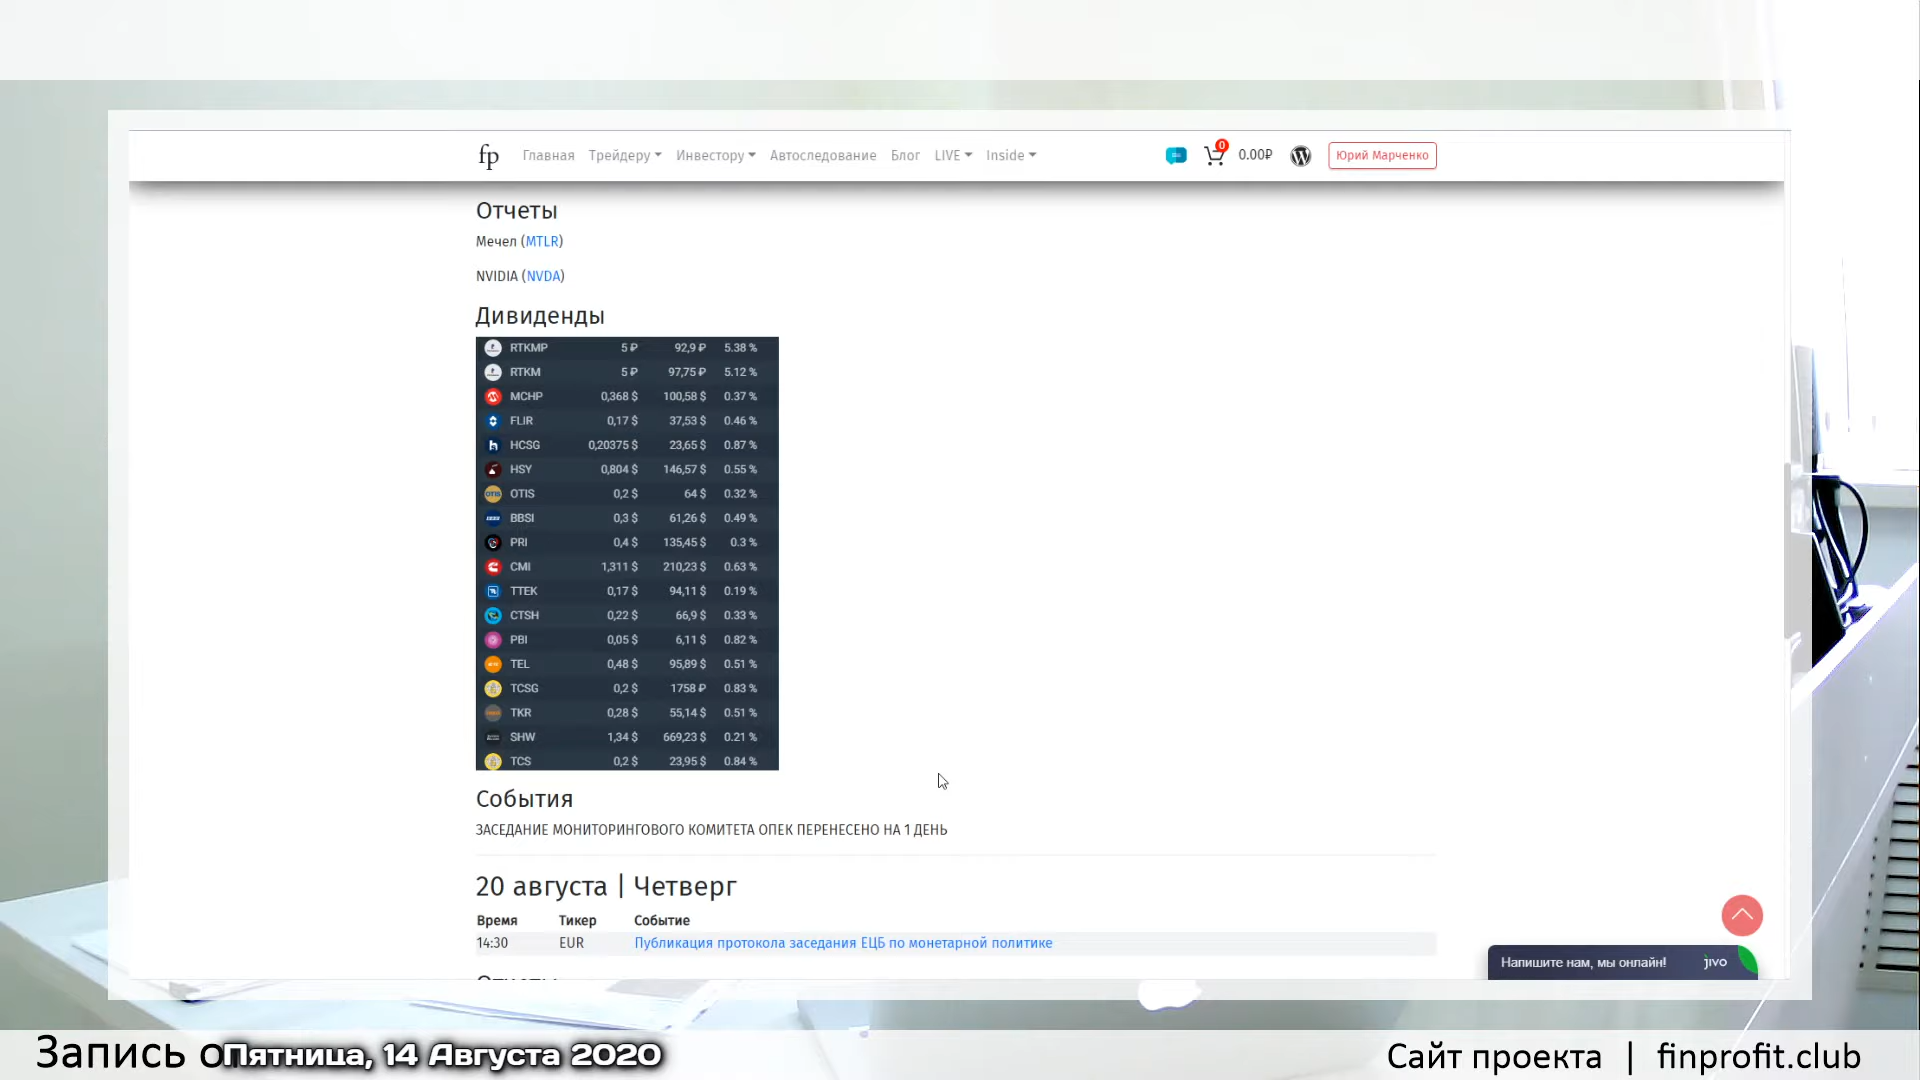 fp Главная Трейдеру Инвестору Автоследование Блог LIVE Inside 0 0.00₽ Юрий Марченко
Отчеты
Мечел (MTLR)
NVIDIA (NVDA)
Дивиденды
RTKMP 5 ₽ 92,9 ₽ 5.38 %
RTKM 5 ₽ 97,75 ₽ 5.12 %
MCHP 0,368 $ 100,58 $ 0.37 %
FLIR 0,17 $ 37,53 $ 0.46 %
HCSG 0,20375 $ 23,65 $ 0.87 %
HSY 0,804 $ 146,57 $ 0.55 %
OTIS 0,2 $ 64 $ 0.32 %
BBSI 0,3 $ 61,26 $ 0.49 %
PRI 0,4 $ 135,45 $ 0.3 %
CMI 1,311 $ 210,23 $ 0.63 %
TTEK 0,17 $ 94,11 $ 0.19 %
CTSH 0,22 $ 66,9 $ 0.33 %
PBI 0,05 $ 6,11 $ 0.82 %
TEL 0,48 $ 95,89 $ 0.51 %
TCSG 0,2 $ 1758 ₽ 0.83 %
TKR 0,28 $ 55,14 $ 0.51 %
SHW 1,34 $ 669,23 $ 0.21 %
TCS 0,2 $ 23,95 $ 0.84 %
События
ЗАСЕДАНИЕ МОНИТОРИНГОВОГО КОМИТЕТА ОПЕК ПЕРЕНЕСЕНО НА 1 ДЕНЬ
20 августа | Четверг
Время Тикер Событие
14:30 EUR Публикация протокола заседания ЕЦБ по монетарной политике
Напишите нам, мы онлайн! jivo
Запись о Пятница, 14 Августа 2020
Сайт проекта | finprofit.club